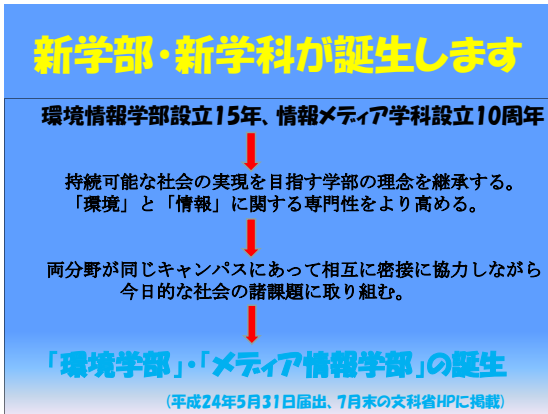 新学部・新学科が誕生します
環境情報学部設立15年、情報メディア学科設立10周年
持続可能な社会の実現を目指す学部の理念を継承する。
「環境」と「情報」に関する専門性をより高める。
両分野が同じキャンパスにあって相互に密接に協力しながら
今日的な社会の諸課題に取り組む。
「環境学部」・「メディア情報学部」の誕生
(平成24年5月31日届出、7月末の文科省HPに掲載)